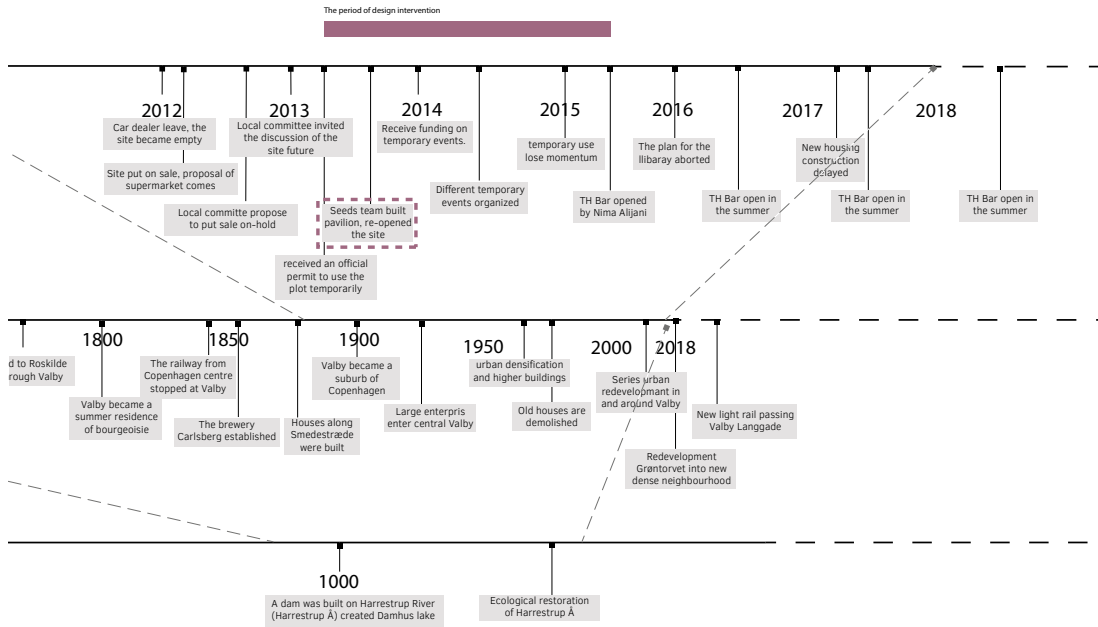 The period of design intervention
2012
2013
2014
2015
2016
2017
2018
Car dealer leave, the
site became empty
Local committee invited
the discussion of the
site future
Receive funding on
temporary events.
temporary use
lose momentum
The plan for the
llibaray aborted
New housing
construction
delayed
Site put on sale, proposal of
supermarket comes
Different temporary
events organized
TH Bar opened
by Nima Alijani
TH Bar open in
the summer
TH Bar open in
the summer
TH Bar open in
the summer
Local committe propose
to put sale on-hold
Seeds team built
pavilion, re-opened
the site
received an official
permit to use the
plot temporarily
1800
1850
1900
1950
2000
2018
d to Roskilde
rough Valby
The railway from
Copenhagen centre
stopped at Valby
Valby became a
suburb of
Copenhagen
urban densification
and higher buildings
Series urban
redevelopmant in
and around Valby
Valby became a
summer residence
of bourgeoisie
The brewery
Carlsberg established
Houses along
Smedestræde
were built
Large enterpris
enter central Valby
Old houses are
demolished
New light rail passing
Valby Langgade
Redevelopment
Grøntorvet into new
dense neighbourhood
1000
A dam was built on Harrestrup River
(Harrestrup Å) created Damhus lake
Ecological restoration
of Harrestrup Å